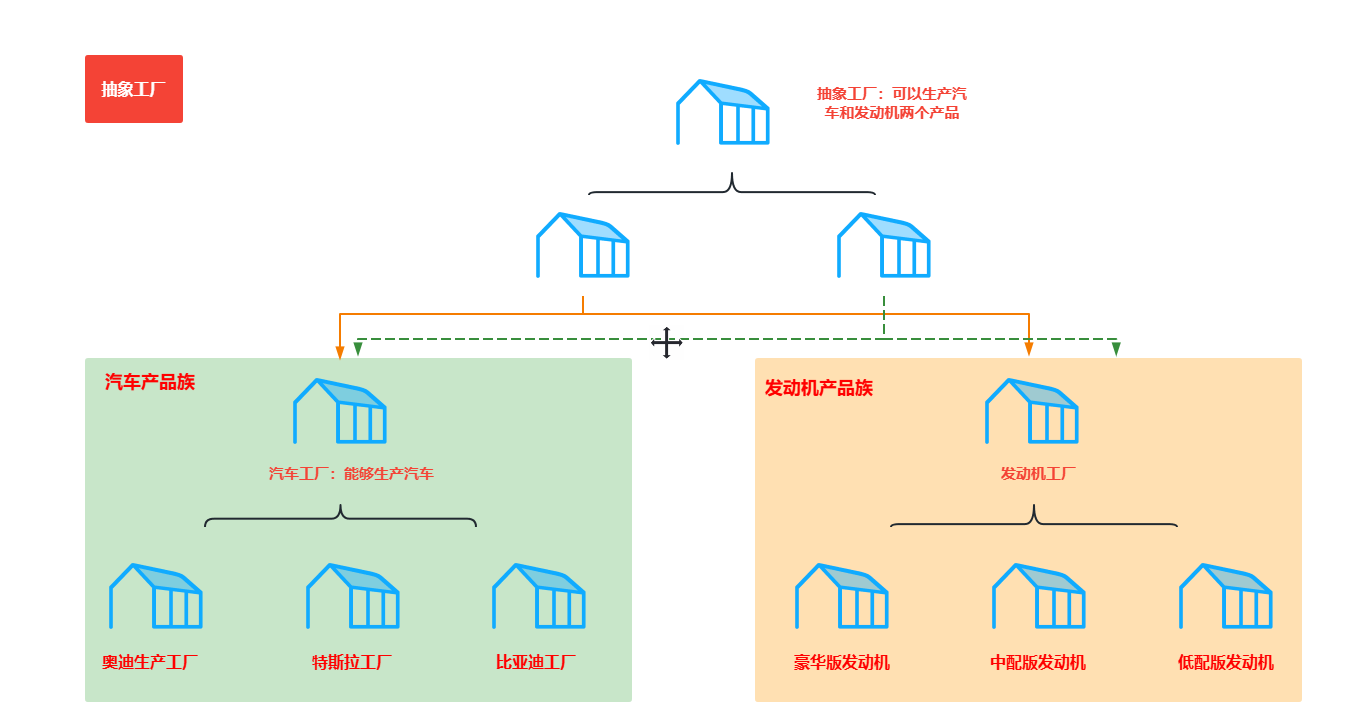 抽象工厂
抽象工厂：可以生产汽
车和发动机两个产品
汽车产品族
汽车工厂：能够生产汽车
奥迪生产工厂
特斯拉工厂
比亚迪工厂
发动机产品族
发动机工厂
豪华版发动机
中配版发动机
低配版发动机